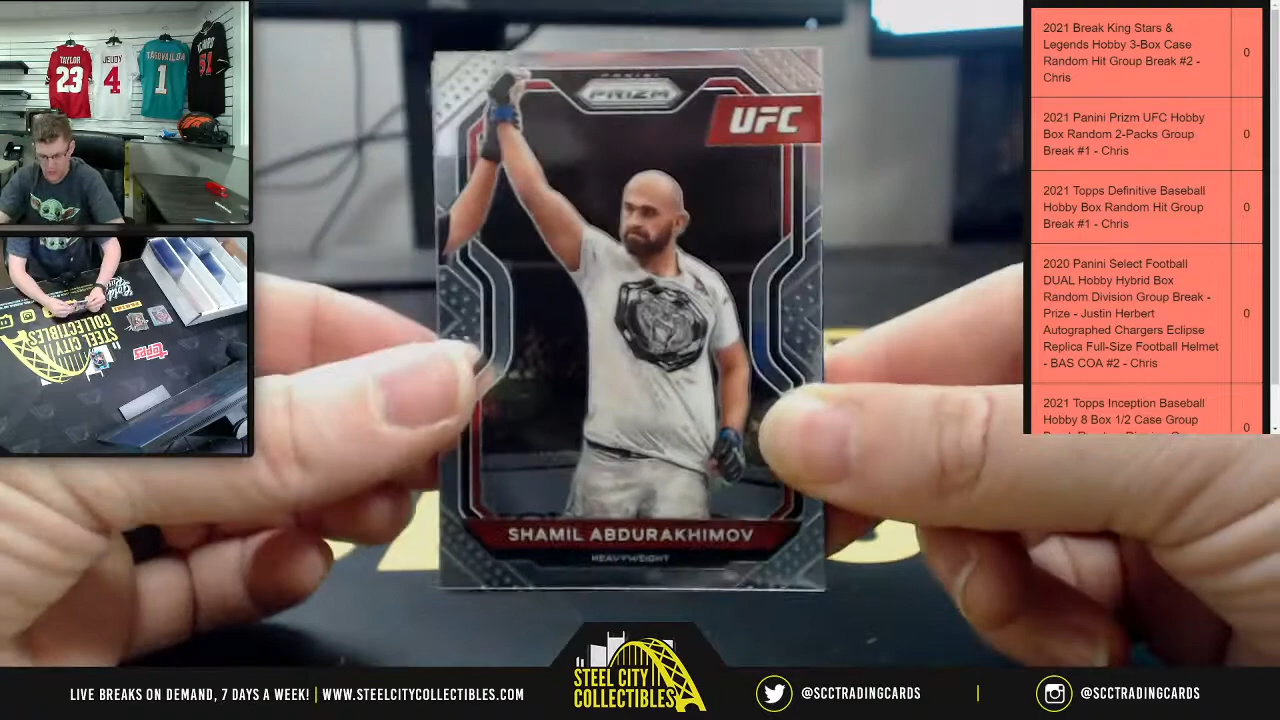 TAYLOR
23
JEUDY
4
TAGOVAILOA
1
51
STEEL CITY
COLLECTIBLES
Topps
PANINI
PRIZM
UFC
SHAMIL ABDURAKHIMOV
HEAVYWEIGHT
2021 Break King Stars &
Legends Hobby 3-Box Case
Random Hit Group Break #2 -
Chris
0
2021 Panini Prizm UFC Hobby
Box Random 2-Packs Group
Break #1 - Chris
0
2021 Topps Definitive Baseball
Hobby Box Random Hit Group
Break #1 - Chris
0
2020 Panini Select Football
DUAL Hobby Hybrid Box
Random Division Group Break -
Prize - Justin Herbert
Autographed Chargers Eclipse
Replica Full-Size Football Helmet
- BAS COA #2 - Chris
0
2021 Topps Inception Baseball
Hobby 8 Box 1/2 Case Group
0
LIVE BREAKS ON DEMAND, 7 DAYS A WEEK! | WWW.STEELCITYCOLLECTIBLES.COM
STEEL CITY
COLLECTIBLES
@SCCTRADINGCARDS
@SCCTRADINGCARDS